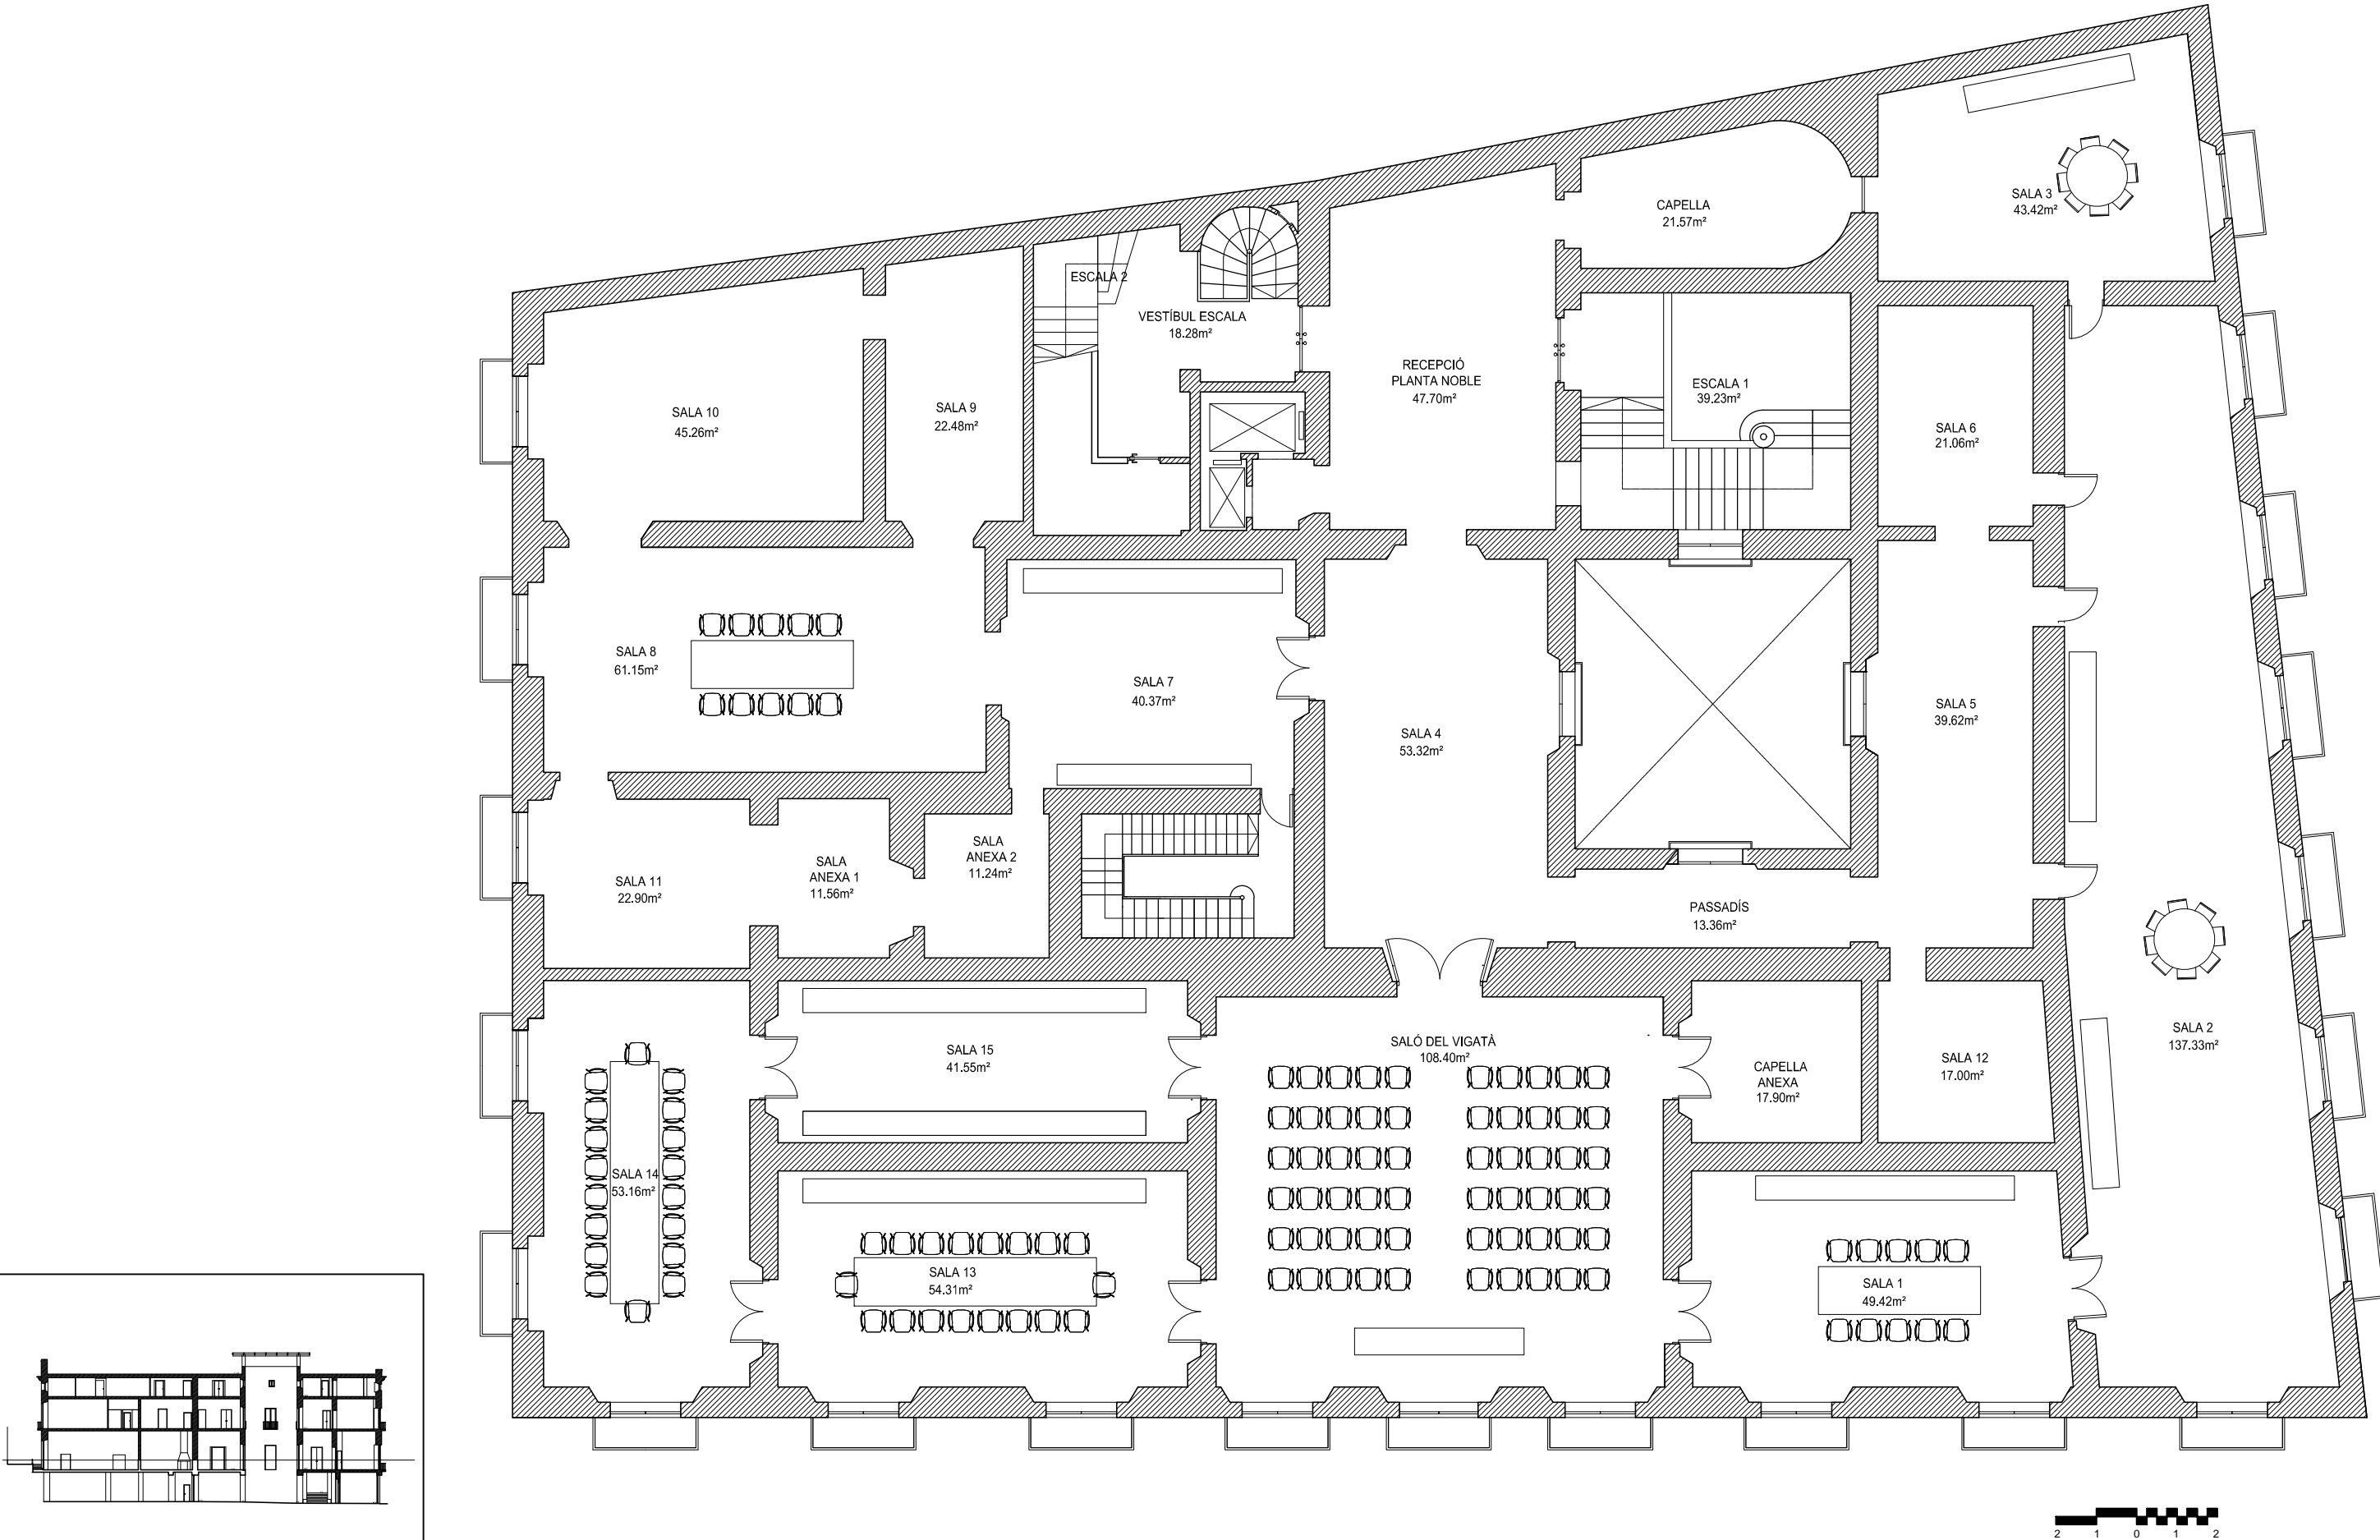 SALA 3
43.42m²
CAPELLA
21.57m²
ESCALA 2
VESTÍBUL ESCALA
18.28m²
RECEPCIÓ
PLANTA NOBLE
47.70m²
ESCALA 1
39.23m²
SALA 10
45.26m²
SALA 9
22.48m²
SALA 6
21.06m²
SALA 8
61.15m²
SALA 7
40.37m²
SALA 4
53.32m²
SALA 5
39.62m²
SALA 11
22.90m²
SALA
ANEXA 1
11.56m²
SALA
ANEXA 2
11.24m²
PASSADÍS
13.36m²
SALA 2
137.33m²
SALA 15
41.55m²
SALÓ DEL VIGATÀ
108.40m²
CAPELLA
ANEXA
17.90m²
SALA 12
17.00m²
SALA 14
53.16m²
SALA 13
54.31m²
SALA 1
49.42m²
2 1 0 1 2